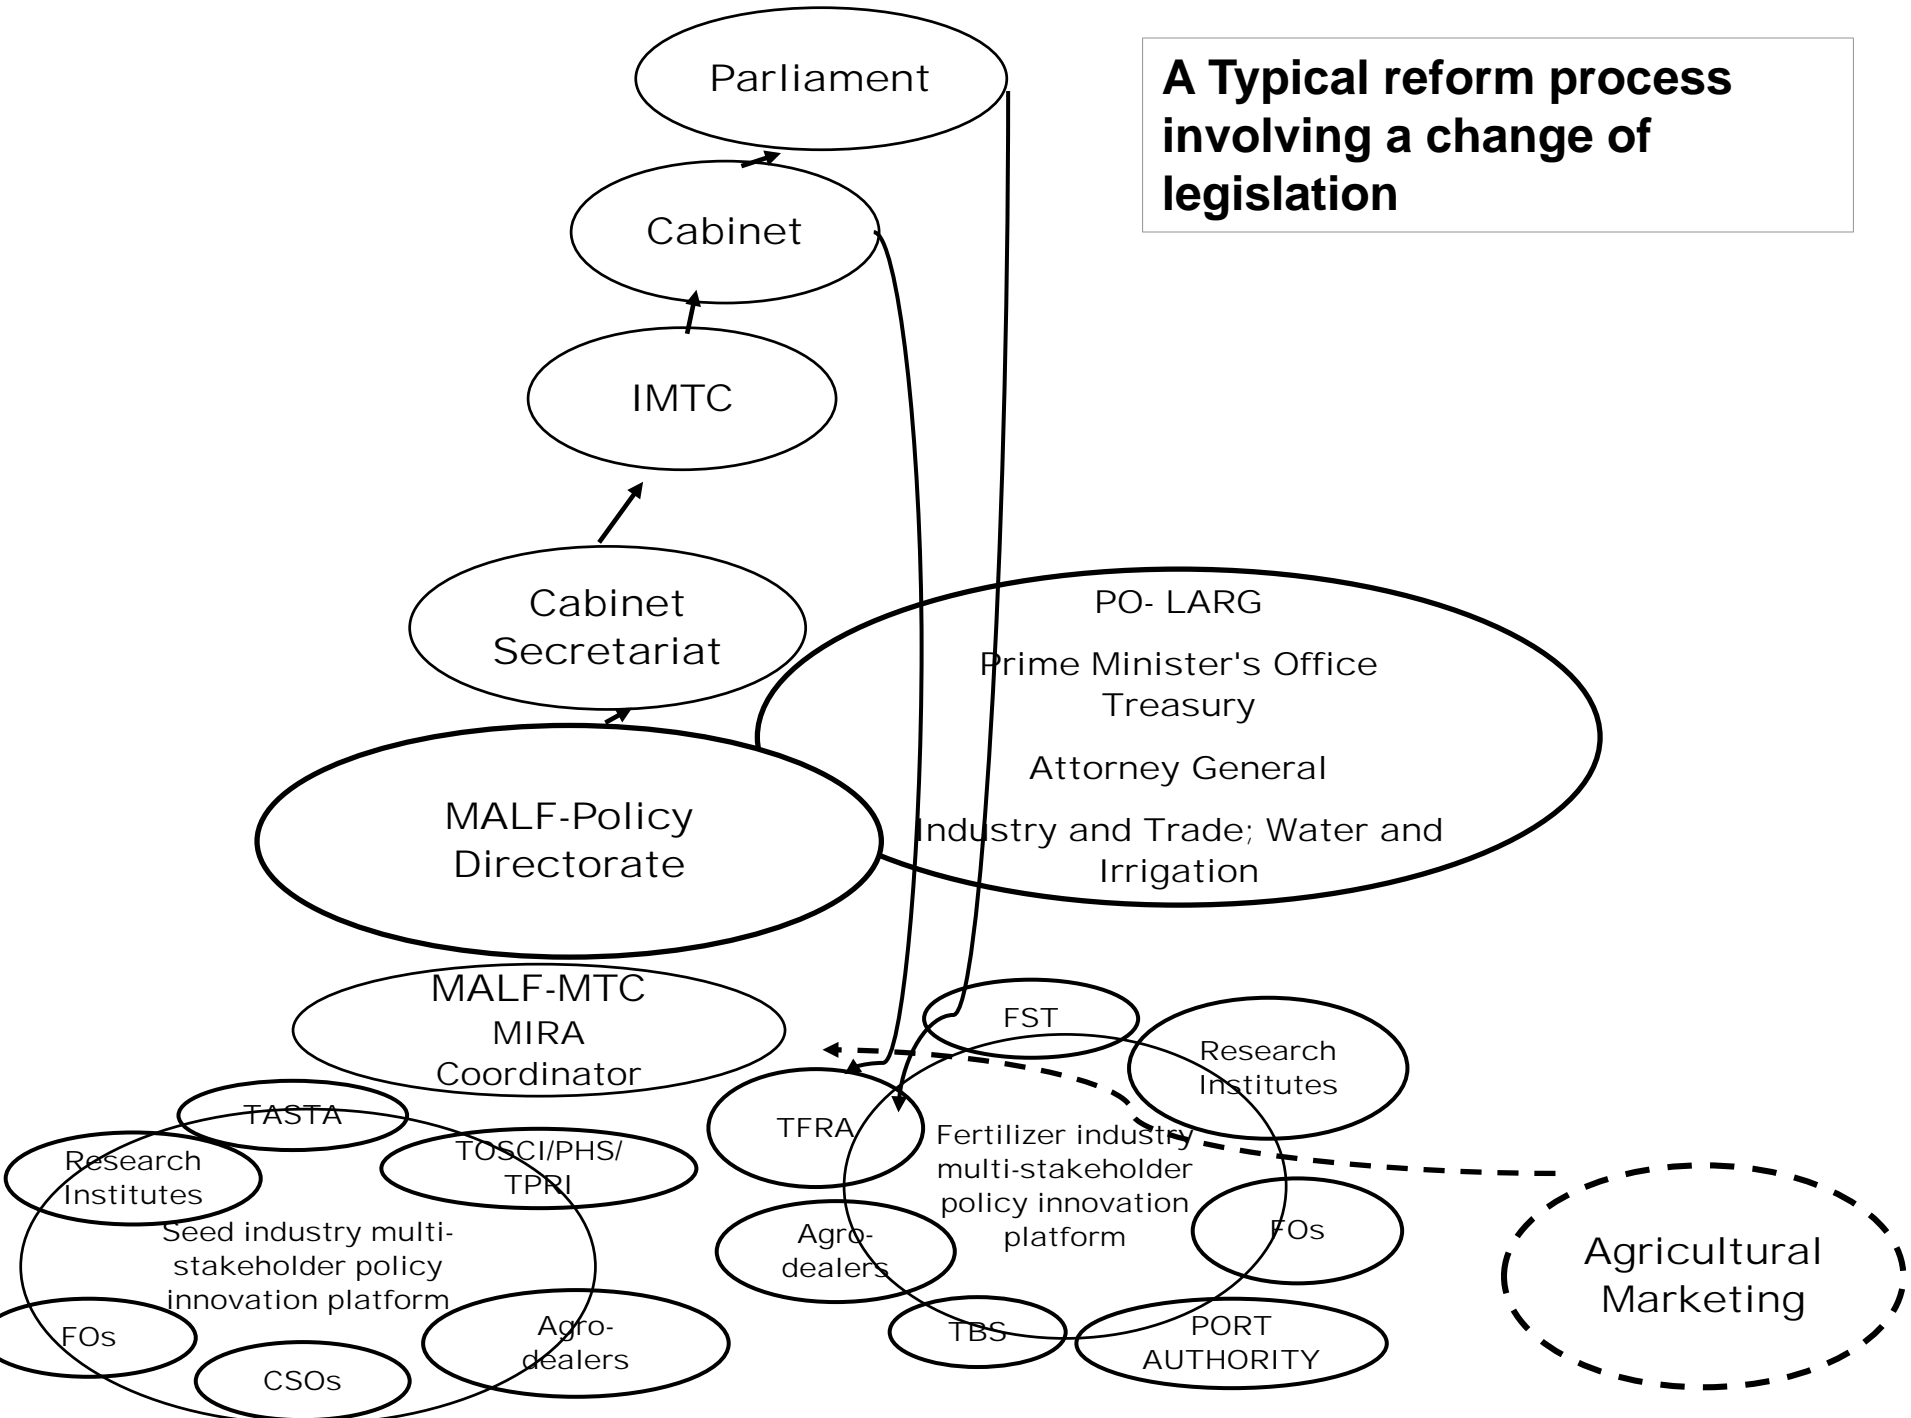 Parliament
A Typical reform process
involving a change of
legislation
Cabinet
IMTC
Cabinet
Secretariat
PO- LARG
Prime Minister's Office
Treasury
Attorney General
Industry and Trade; Water and
Irrigation
MALF-Policy
Directorate
MALF-MTC
MIRA
Coordinator
TASTA
Research
Institutes
TOSCI/PHS/
TPRI
Seed industry multi-
stakeholder policy
innovation platform
FOs
CSOs
Agro-
dealers
FST
Research
Institutes
TFRA
Fertilizer industry
multi-stakeholder
policy innovation
platform
Agro-
dealers
FOs
TBS
PORT
AUTHORITY
Agricultural
Marketing